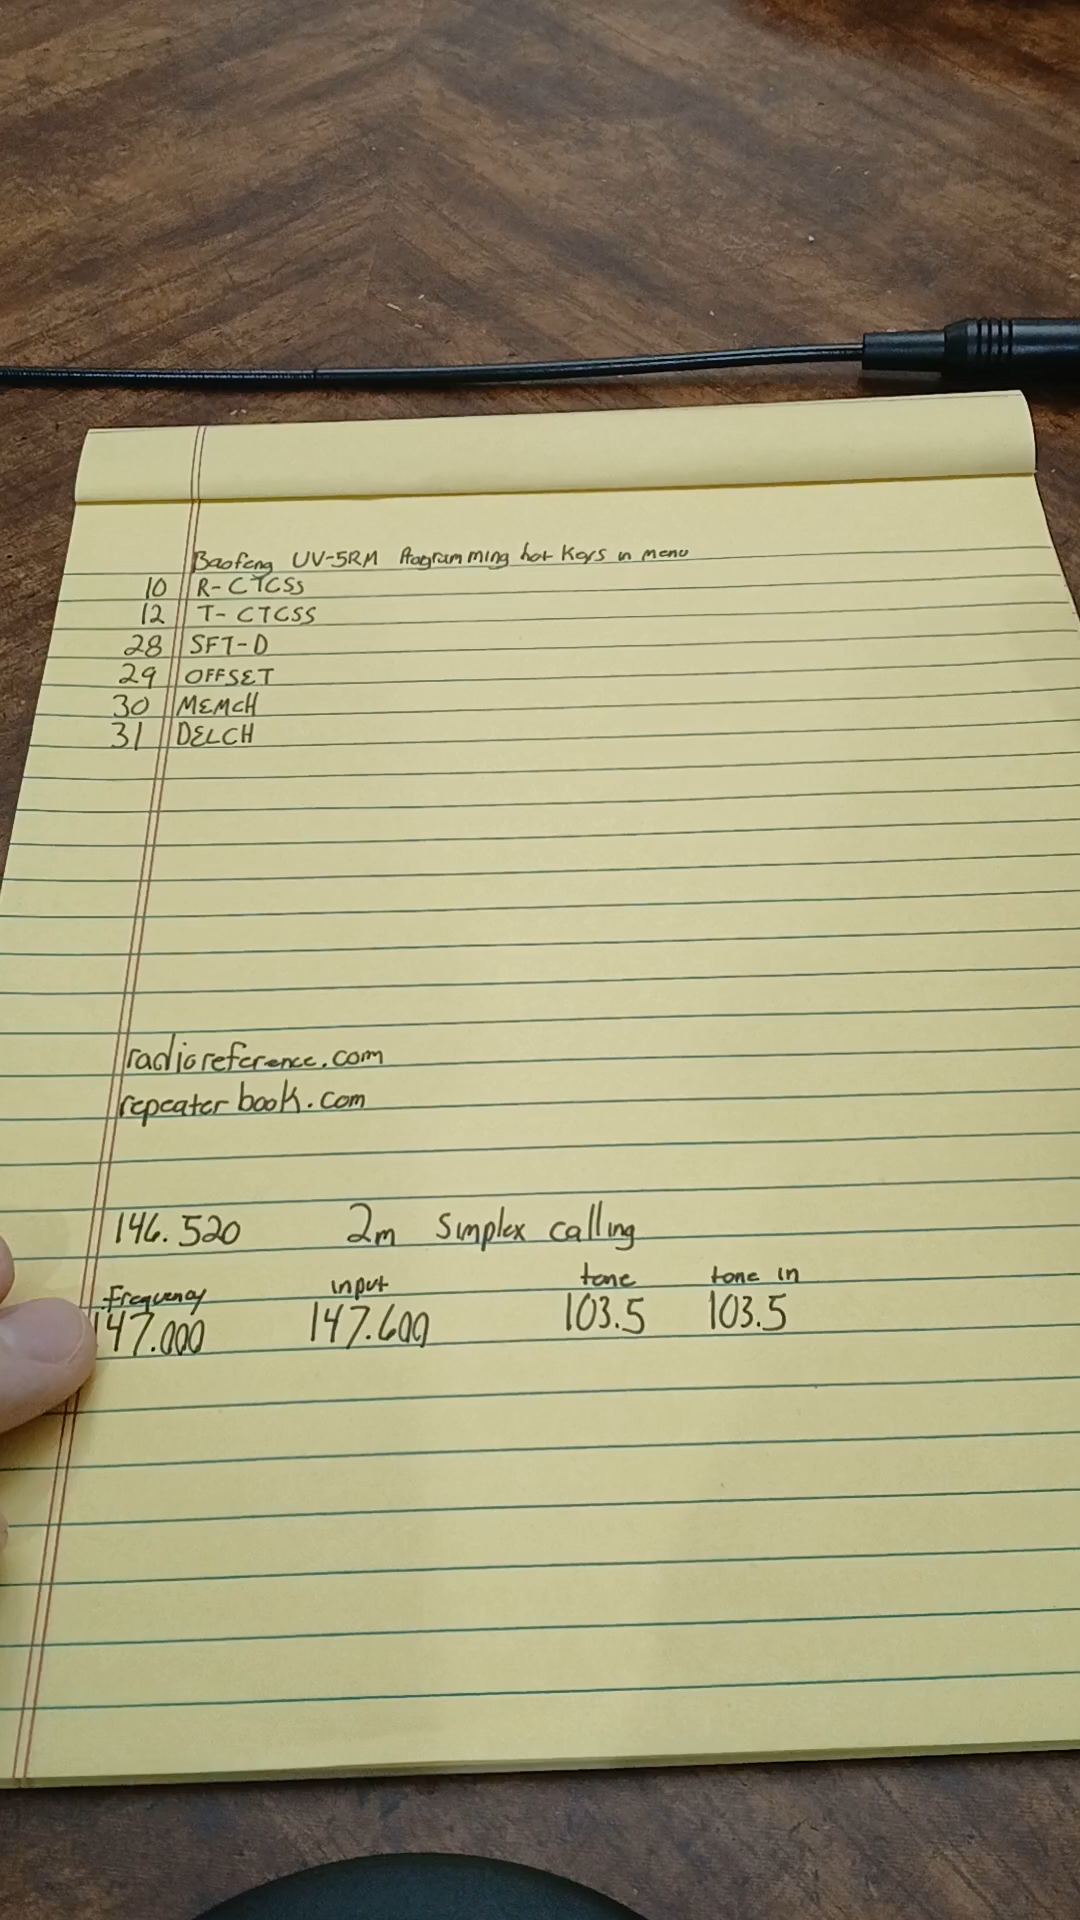 Baofeng UV-5RM Programming hot keys in menu
10 R-CTCSS
12 T-CTCSS
28 SFT-D
29 OFFSET
30 MEMCH
31 DELCH
radioreference.com
repeaterbook.com
146.520 2m Simplex calling
frequency input tone tone in
147.000 147.600 103.5 103.5